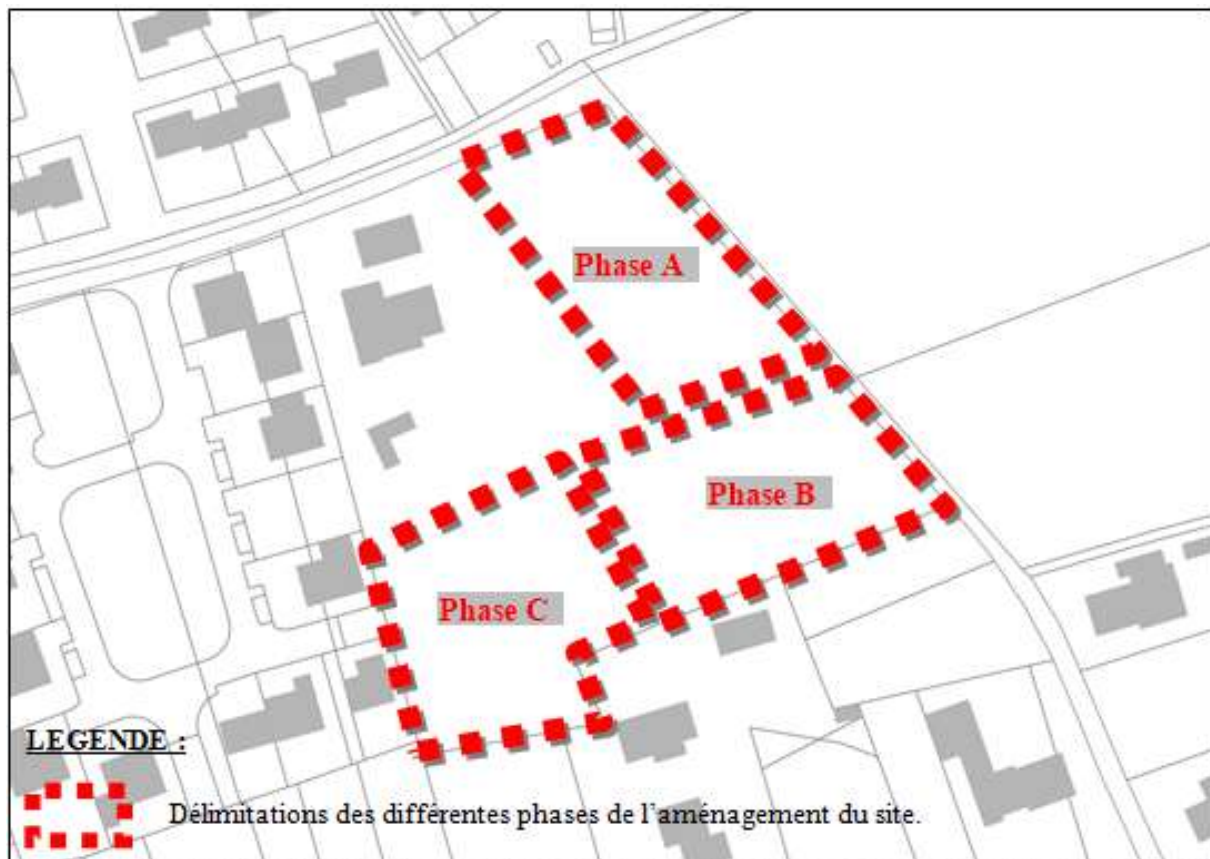 Phase A
Phase B
Phase C
LEGENDE :
Délimitations des différentes phases de l'aménagement du site.